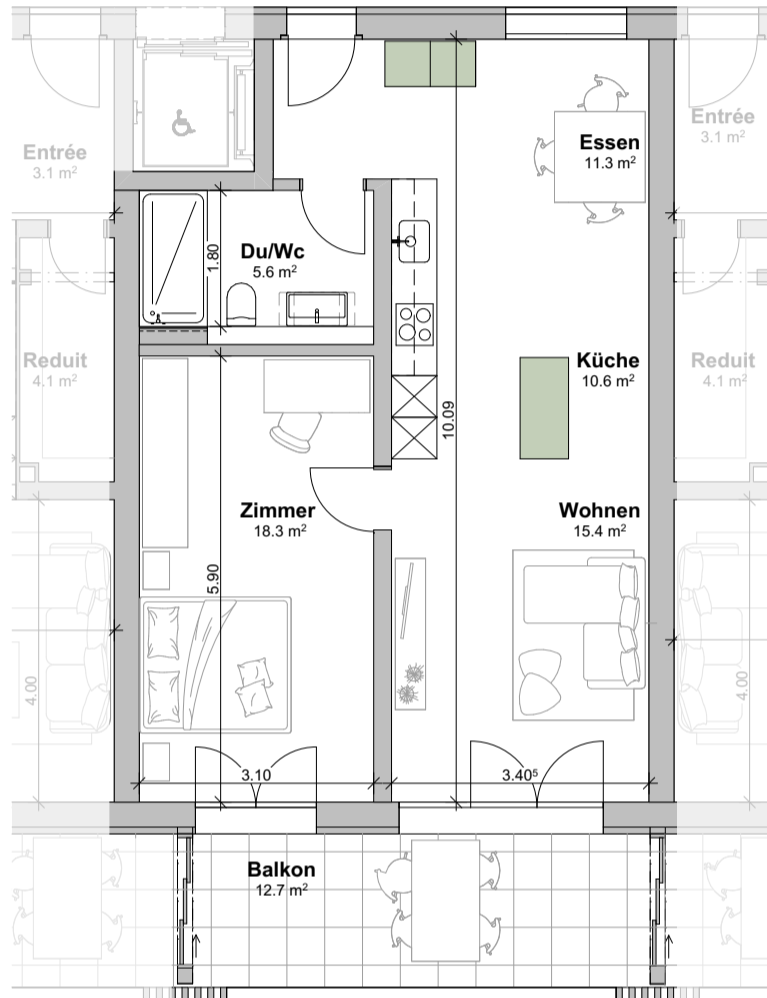 Entrée
3.1 m²
Essen
11.3 m²
Entrée
3.1 m²
Du/Wc
5.6 m²
1.80
Reduit
4.1 m²
Küche
10.6 m²
Reduit
4.1 m²
10.09
Zimmer
18.3 m²
Wohnen
15.4 m²
5.90
4.00
4.00
3.10
3.40⁵
Balkon
12.7 m²